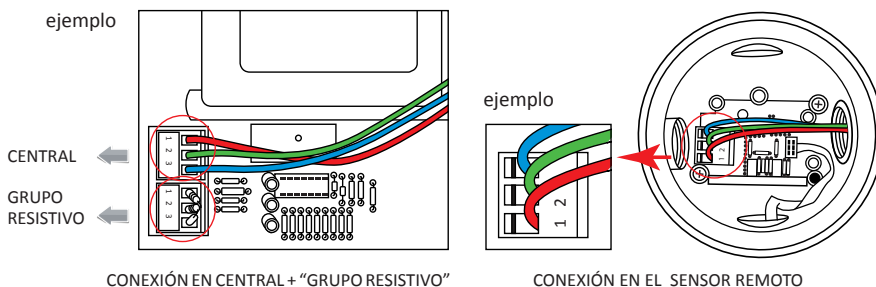 ejemplo
1
2
3
CENTRAL
GRUPO
RESISTIVO
1
2
3
CONEXIÓN EN CENTRAL + “GRUPO RESISTIVO”
ejemplo
1 2
1 2
CONEXIÓN EN EL SENSOR REMOTO